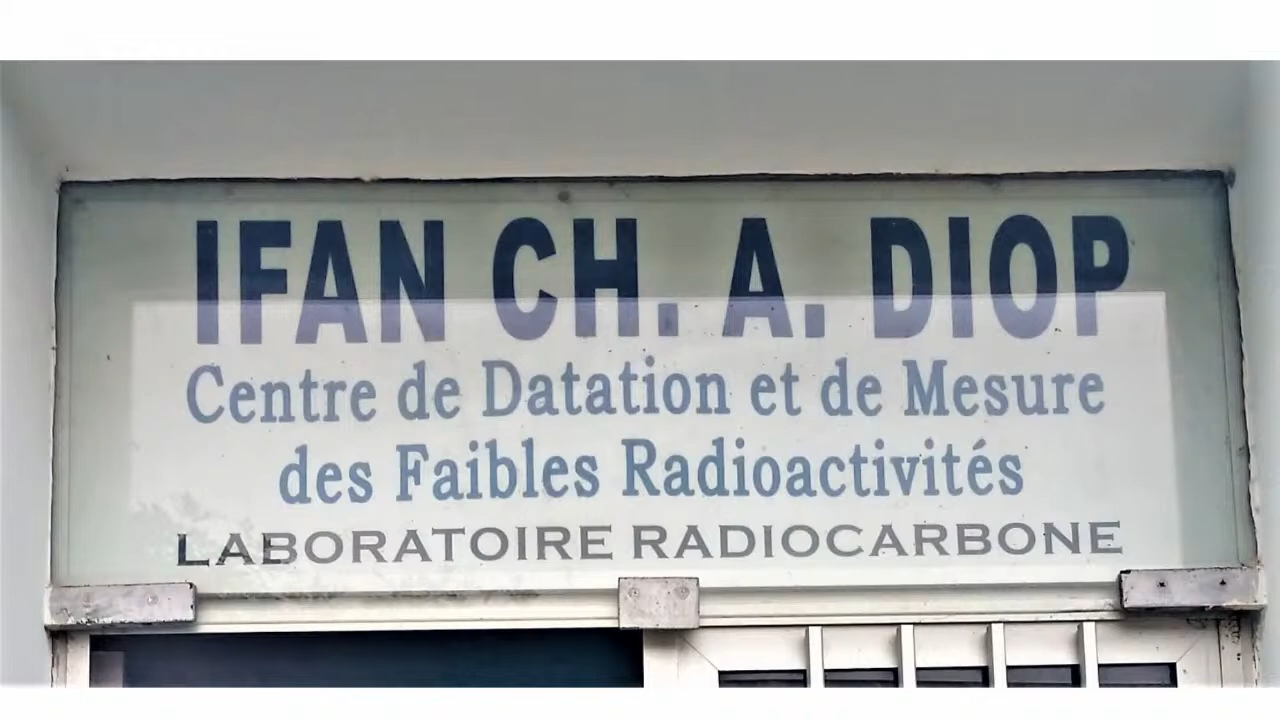 IFAN CH. A. DIOP
Centre de Datation et de Mesure
des Faibles Radioactivités
LABORATOIRE RADIOCARBONE